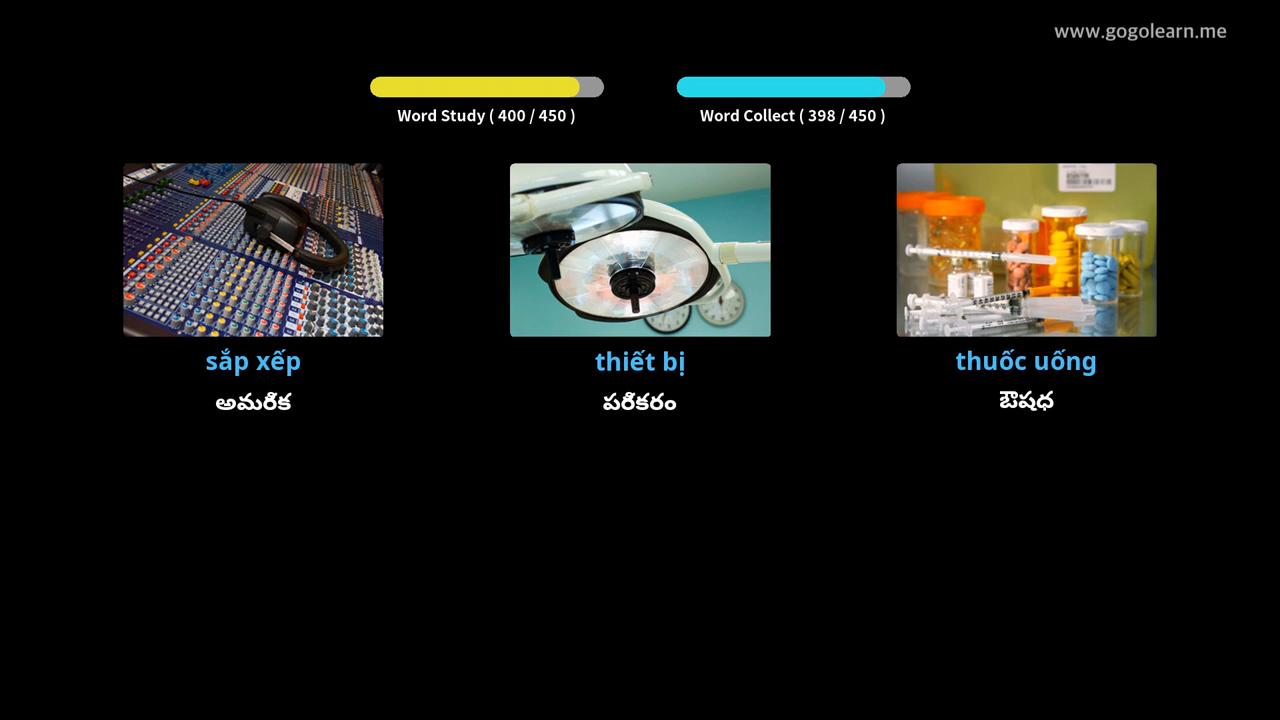 www.gogolearn.me
Word Study ( 400 / 450 )
Word Collect ( 398 / 450 )
sắp xếp
thiết bị
thuốc uống
అమరిక
పరికరం
ఔషధ